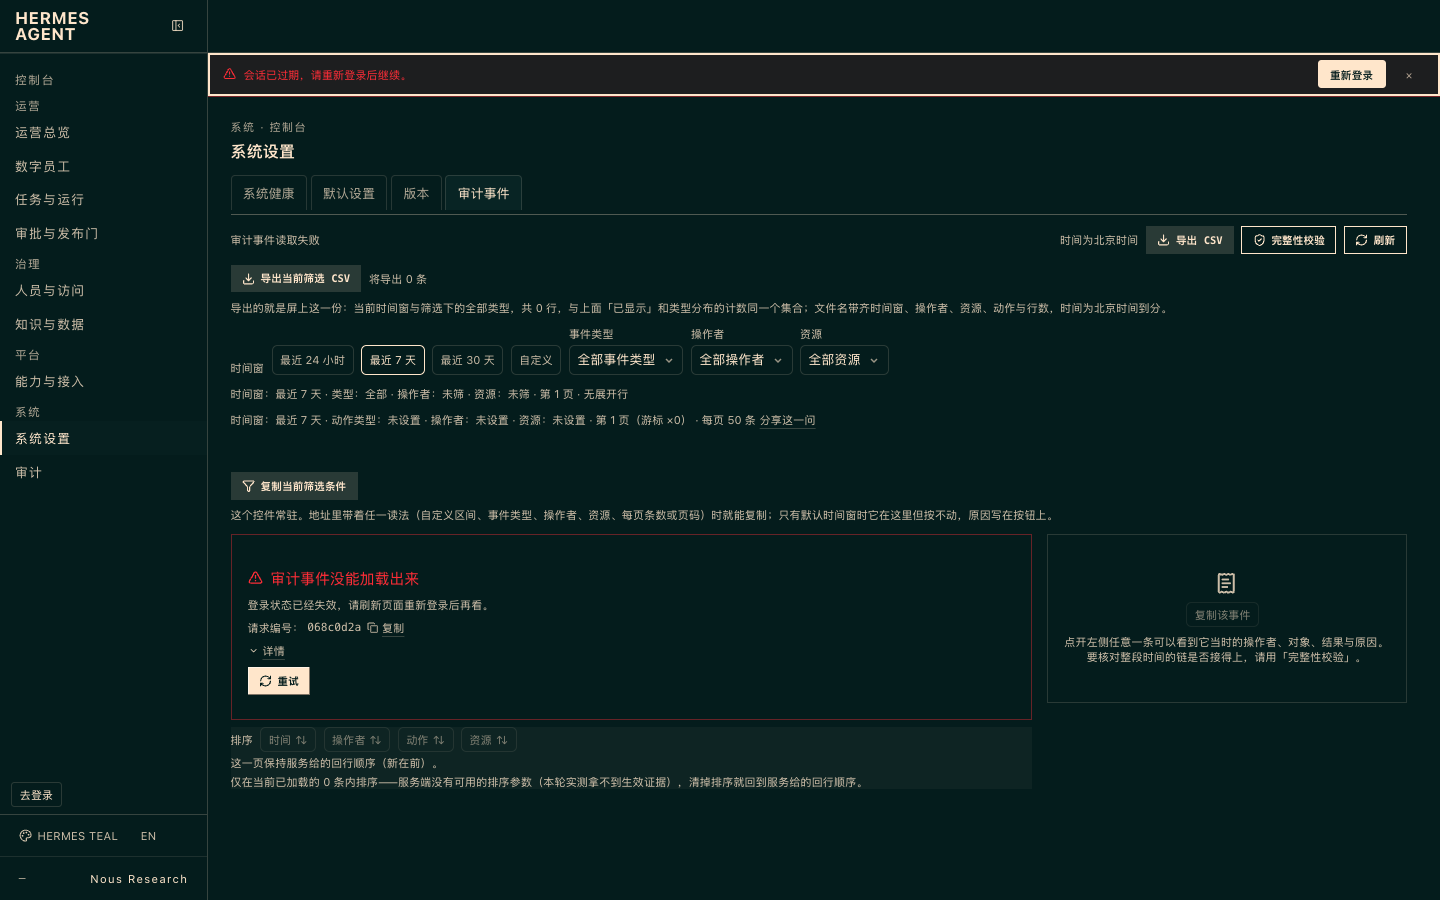 HERMES
AGENT
控制台
运营
运营总览
数字员工
任务与运行
审批与发布门
治理
人员与访问
知识与数据
平台
能力与接入
系统
系统设置
审计
去登录
HERMES TEAL EN
— Nous Research
会话已过期，请重新登录后继续。 重新登录 ×
系统 · 控制台
系统设置
系统健康 默认设置 版本 审计事件
审计事件读取失败 时间为北京时间 导出 CSV 完整性校验 刷新
导出当前筛选 CSV 将导出 0 条
导出的就是屏上这一份：当前时间窗与筛选下的全部类型，共 0 行，与上面「已显示」和类型分布的计数同一个集合；文件名带齐时间窗、操作者、资源、动作与行数，时间为北京时间到分。
事件类型 操作者 资源
时间窗 最近 24 小时 最近 7 天 最近 30 天 自定义 全部事件类型 全部操作者 全部资源
时间窗：最近 7 天 · 类型：全部 · 操作者：未筛 · 资源：未筛 · 第 1 页 · 无展开行
时间窗：最近 7 天 · 动作类型：未设置 · 操作者：未设置 · 资源：未设置 · 第 1 页（游标 ×0） · 每页 50 条 分享这一问
复制当前筛选条件
这个控件常驻。地址里带着任一读法（自定义区间、事件类型、操作者、资源、每页条数或页码）时就能复制；只有默认时间窗时它在这里但按不动，原因写在按钮上。
审计事件没能加载出来
登录状态已经失效，请刷新页面重新登录后再看。
请求编号： 068c0d2a 复制
详情
重试
复制该事件
点开左侧任意一条可以看到它当时的操作者、对象、结果与原因。
要核对整段时间的链是否接得上，请用「完整性校验」。
排序 时间 操作者 动作 资源
这一页保持服务给的回行顺序（新在前）。
仅在当前已加载的 0 条内排序——服务端没有可用的排序参数（本轮实测拿不到生效证据），清掉排序就回到服务给的回行顺序。